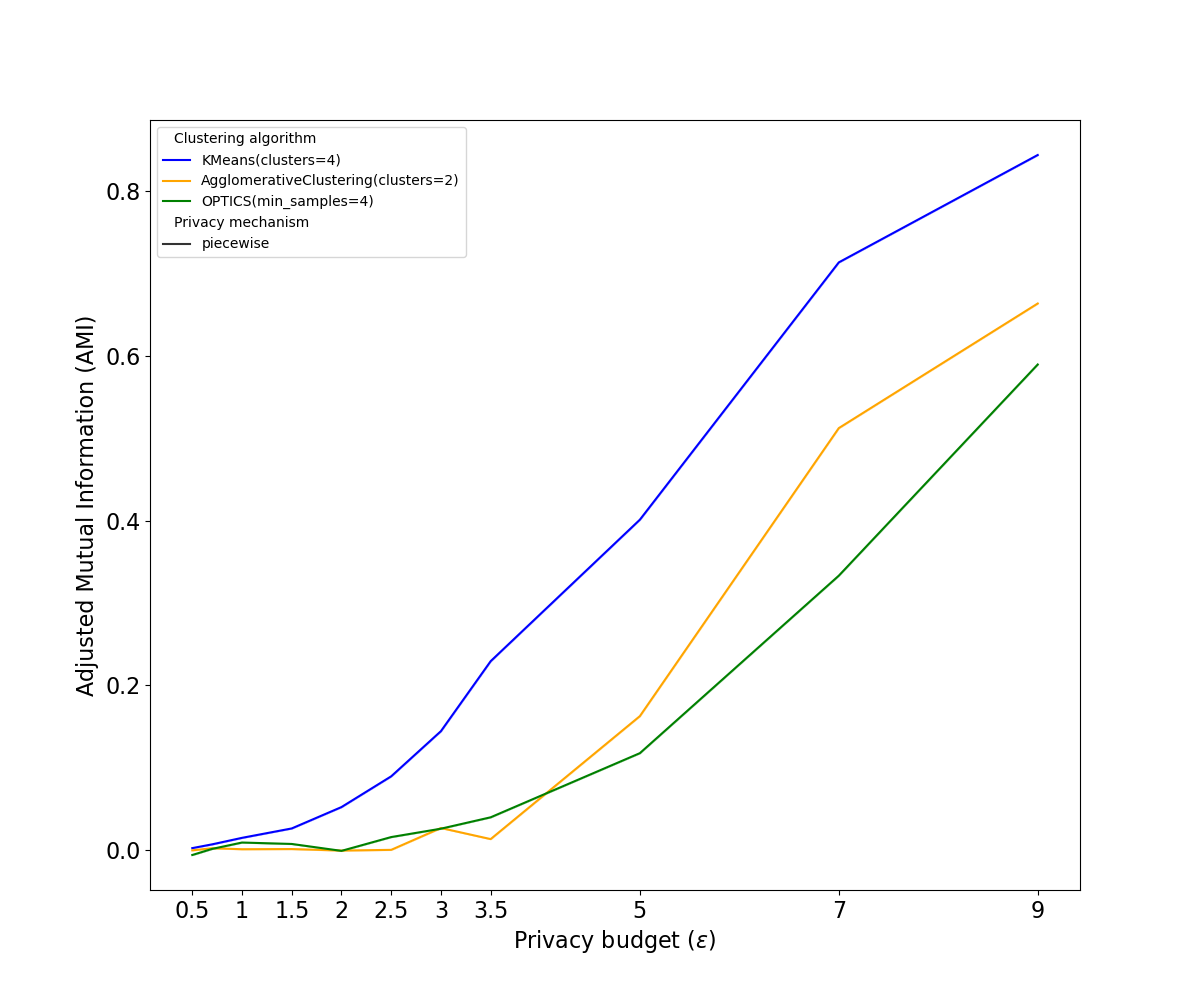 Clustering algorithm
KMeans(clusters=4)
AgglomerativeClustering(clusters=2)
OPTICS(min_samples=4)
Privacy mechanism
piecewise
Adjusted Mutual Information (AMI)
0.8
0.6
0.4
0.2
0.0
0.5 1 1.5 2 2.5 3 3.5 5 7 9
Privacy budget (ε)